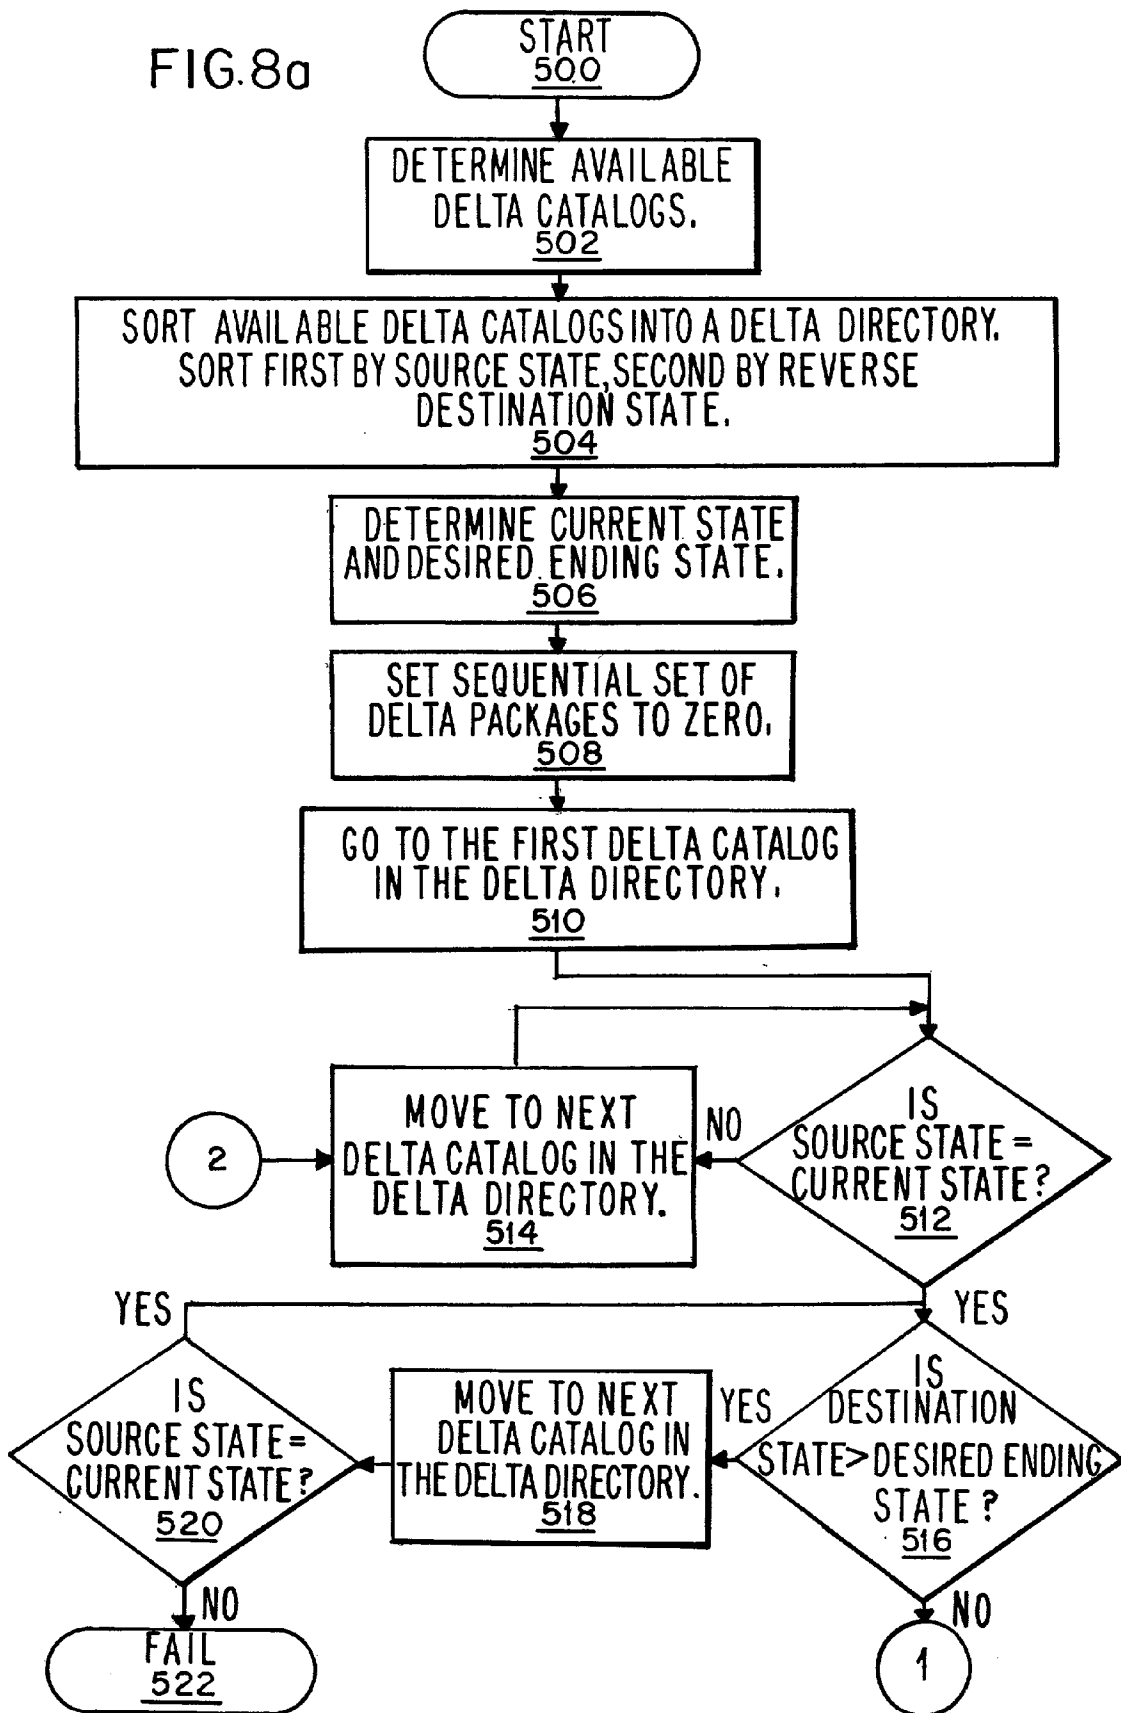 FIG.8a
START
500
DETERMINE AVAILABLE
DELTA CATALOGS.
502
SORT AVAILABLE DELTA CATALOGS INTO A DELTA DIRECTORY.
SORT FIRST BY SOURCE STATE, SECOND BY REVERSE
DESTINATION STATE.
504
DETERMINE CURRENT STATE
AND DESIRED ENDING STATE.
506
SET SEQUENTIAL SET OF
DELTA PACKAGES TO ZERO.
508
GO TO THE FIRST DELTA CATALOG
IN THE DELTA DIRECTORY.
510
2
MOVE TO NEXT
DELTA CATALOG IN THE
DELTA DIRECTORY.
514
NO
IS
SOURCE STATE =
CURRENT STATE?
512
YES
YES
IS
SOURCE STATE =
CURRENT STATE?
520
MOVE TO NEXT
DELTA CATALOG IN
THE DELTA DIRECTORY.
518
YES
IS
DESTINATION
STATE > DESIRED ENDING
STATE?
516
NO
NO
FAIL
522
1